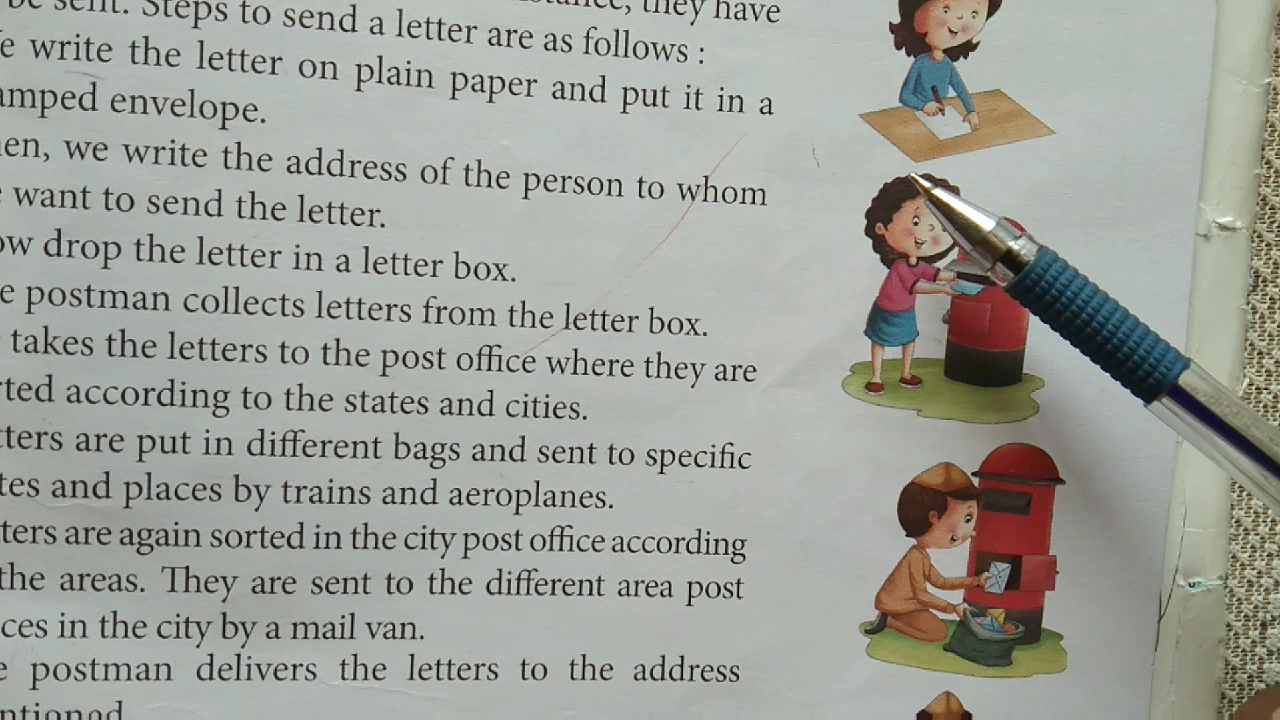 be sent. Steps to send a letter are as follows :
e write the letter on plain paper and put it in a
amped envelope.
en, we write the address of the person to whom
want to send the letter.
ow drop the letter in a letter box.
e postman collects letters from the letter box.
takes the letters to the post office where they are
rted according to the states and cities.
tters are put in different bags and sent to specific
tes and places by trains and aeroplanes.
tters are again sorted in the city post office according
the areas. They are sent to the different area post
ces in the city by a mail van.
e postman delivers the letters to the address